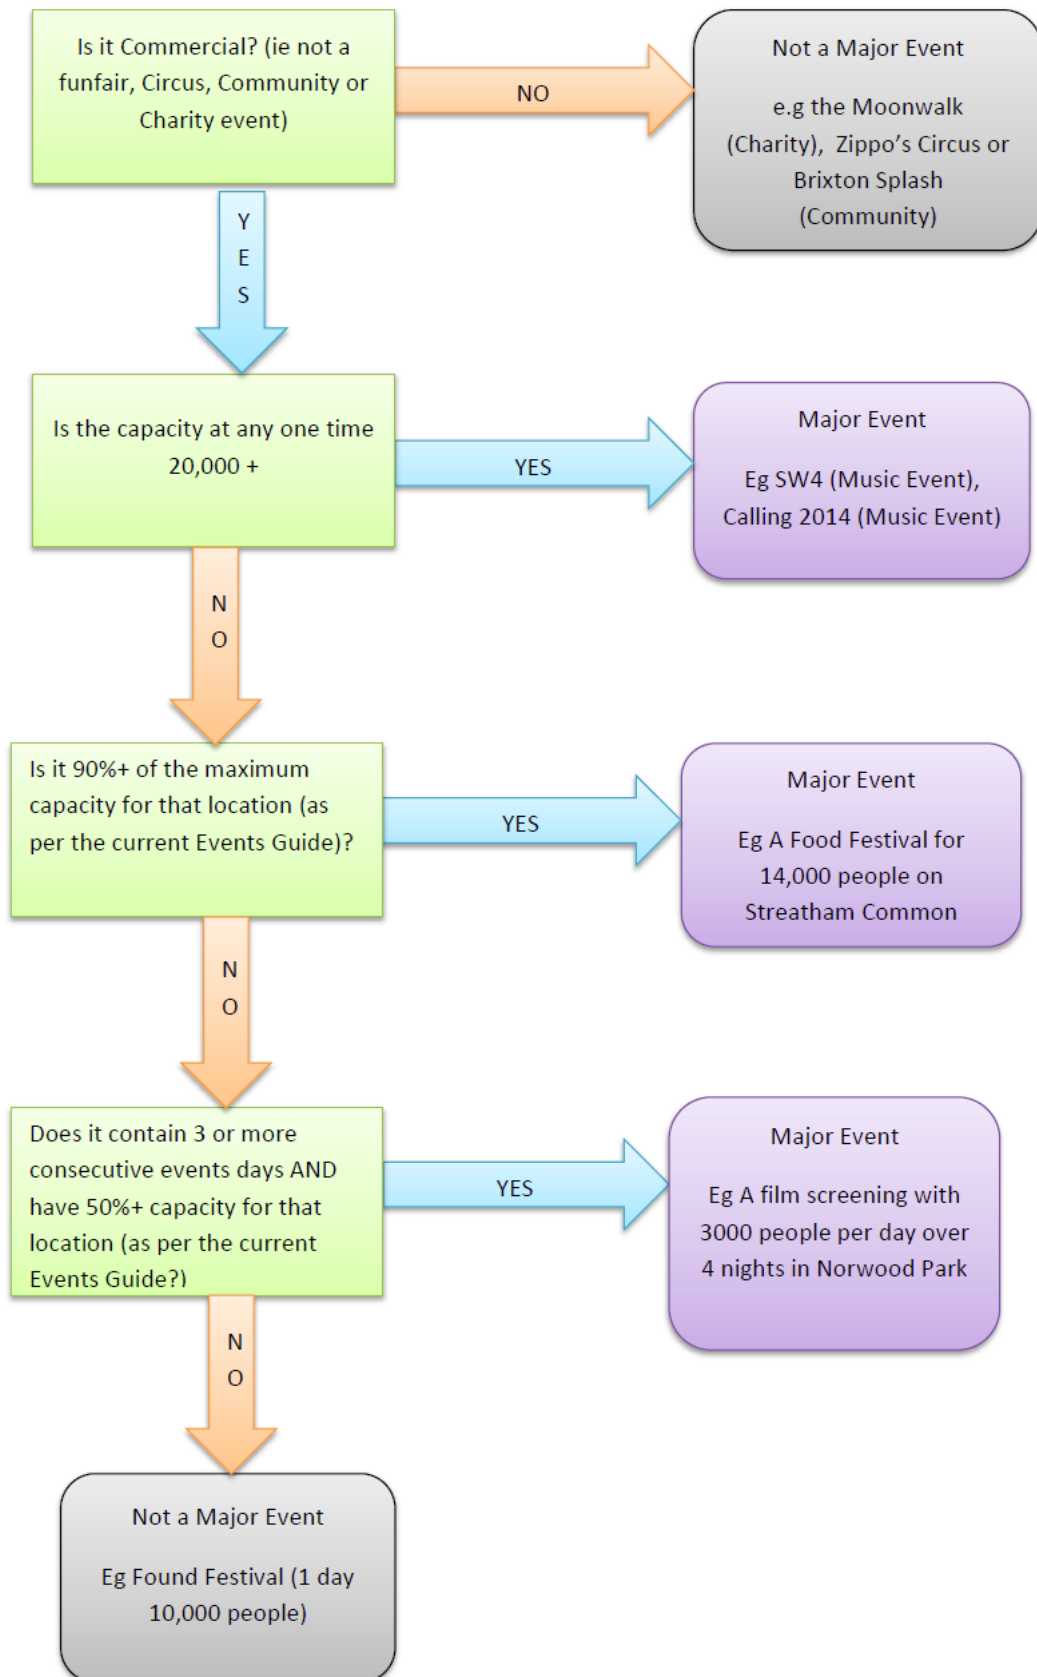 Is it Commercial? (ie not a
funfair, Circus, Community or
Charity event)
NO
Not a Major Event
e.g the Moonwalk
(Charity),  Zippo’s Circus or
Brixton Splash
(Community)
Y
E
S
Is the capacity at any one time
20,000 +
YES
Major Event
Eg SW4 (Music Event),
Calling 2014 (Music Event)
N
O
Is it 90%+ of the maximum
capacity for that location (as
per the current Events Guide)?
YES
Major Event
Eg A Food Festival for
14,000 people on
Streatham Common
N
O
Does it contain 3 or more
consecutive events days AND
have 50%+ capacity for that
location (as per the current
Events Guide?)
YES
Major Event
Eg A film screening with
3000 people per day over
4 nights in Norwood Park
N
O
Not a Major Event
Eg Found Festival (1 day
10,000 people)